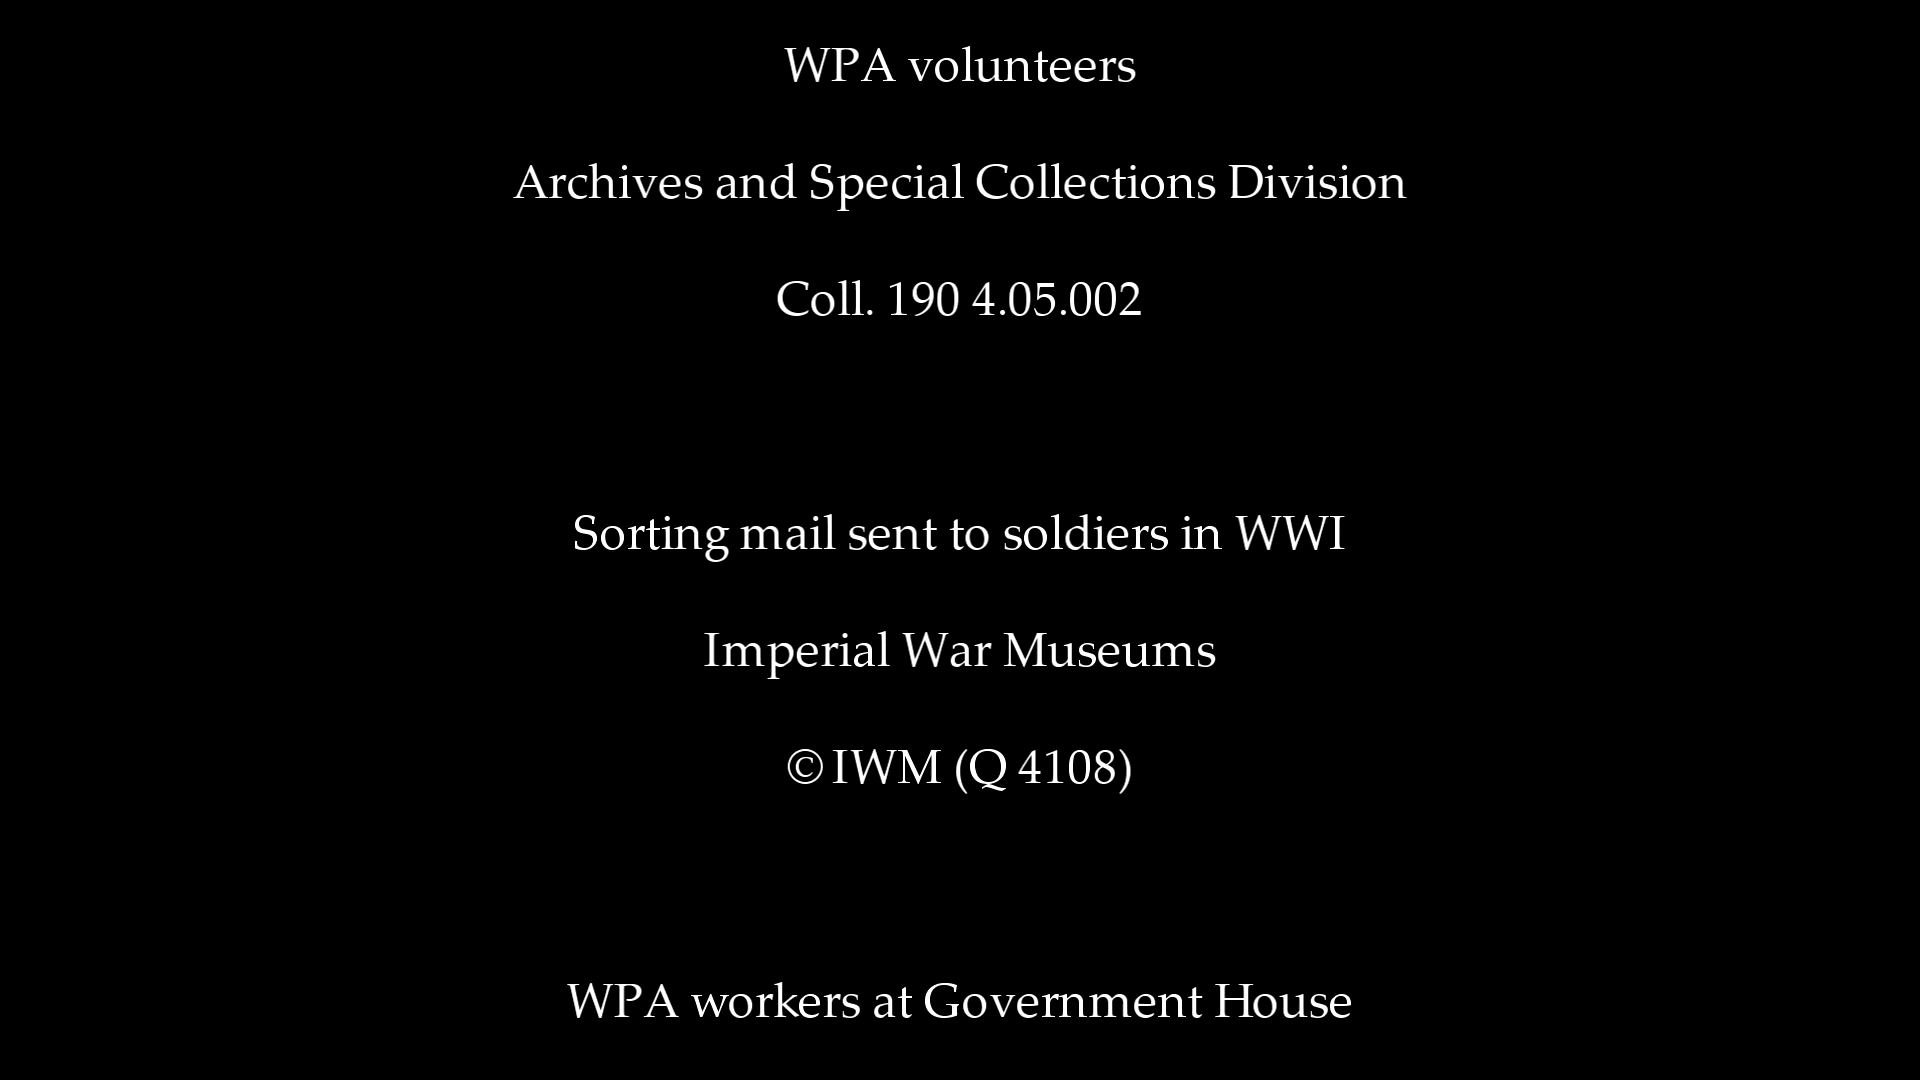 WPA volunteers
Archives and Special Collections Division
Coll. 190 4.05.002
Sorting mail sent to soldiers in WWI
Imperial War Museums
© IWM (Q 4108)
WPA workers at Government House